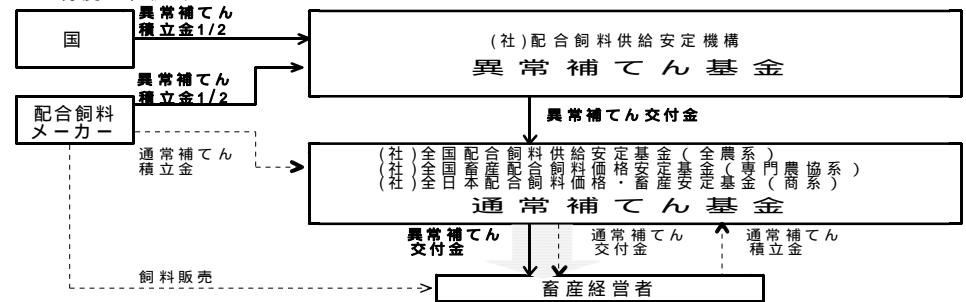 異常補てん
積立金1/2
国
(社)配合飼料供給安定機構
異常補てん基金
異常補てん
積立金1/2
配合飼料
メーカー
異常補てん交付金
通常補てん
積立金
(社)全国配合飼料供給安定基金(全農系)
(社)全国畜産配合飼料価格安定基金(専門農協系)
(社)全日本配合飼料価格・畜産安定基金(商系)
通常補てん基金
異常補てん
交付金
通常補てん
交付金
通常補てん
積立金
飼料販売
畜産経営者